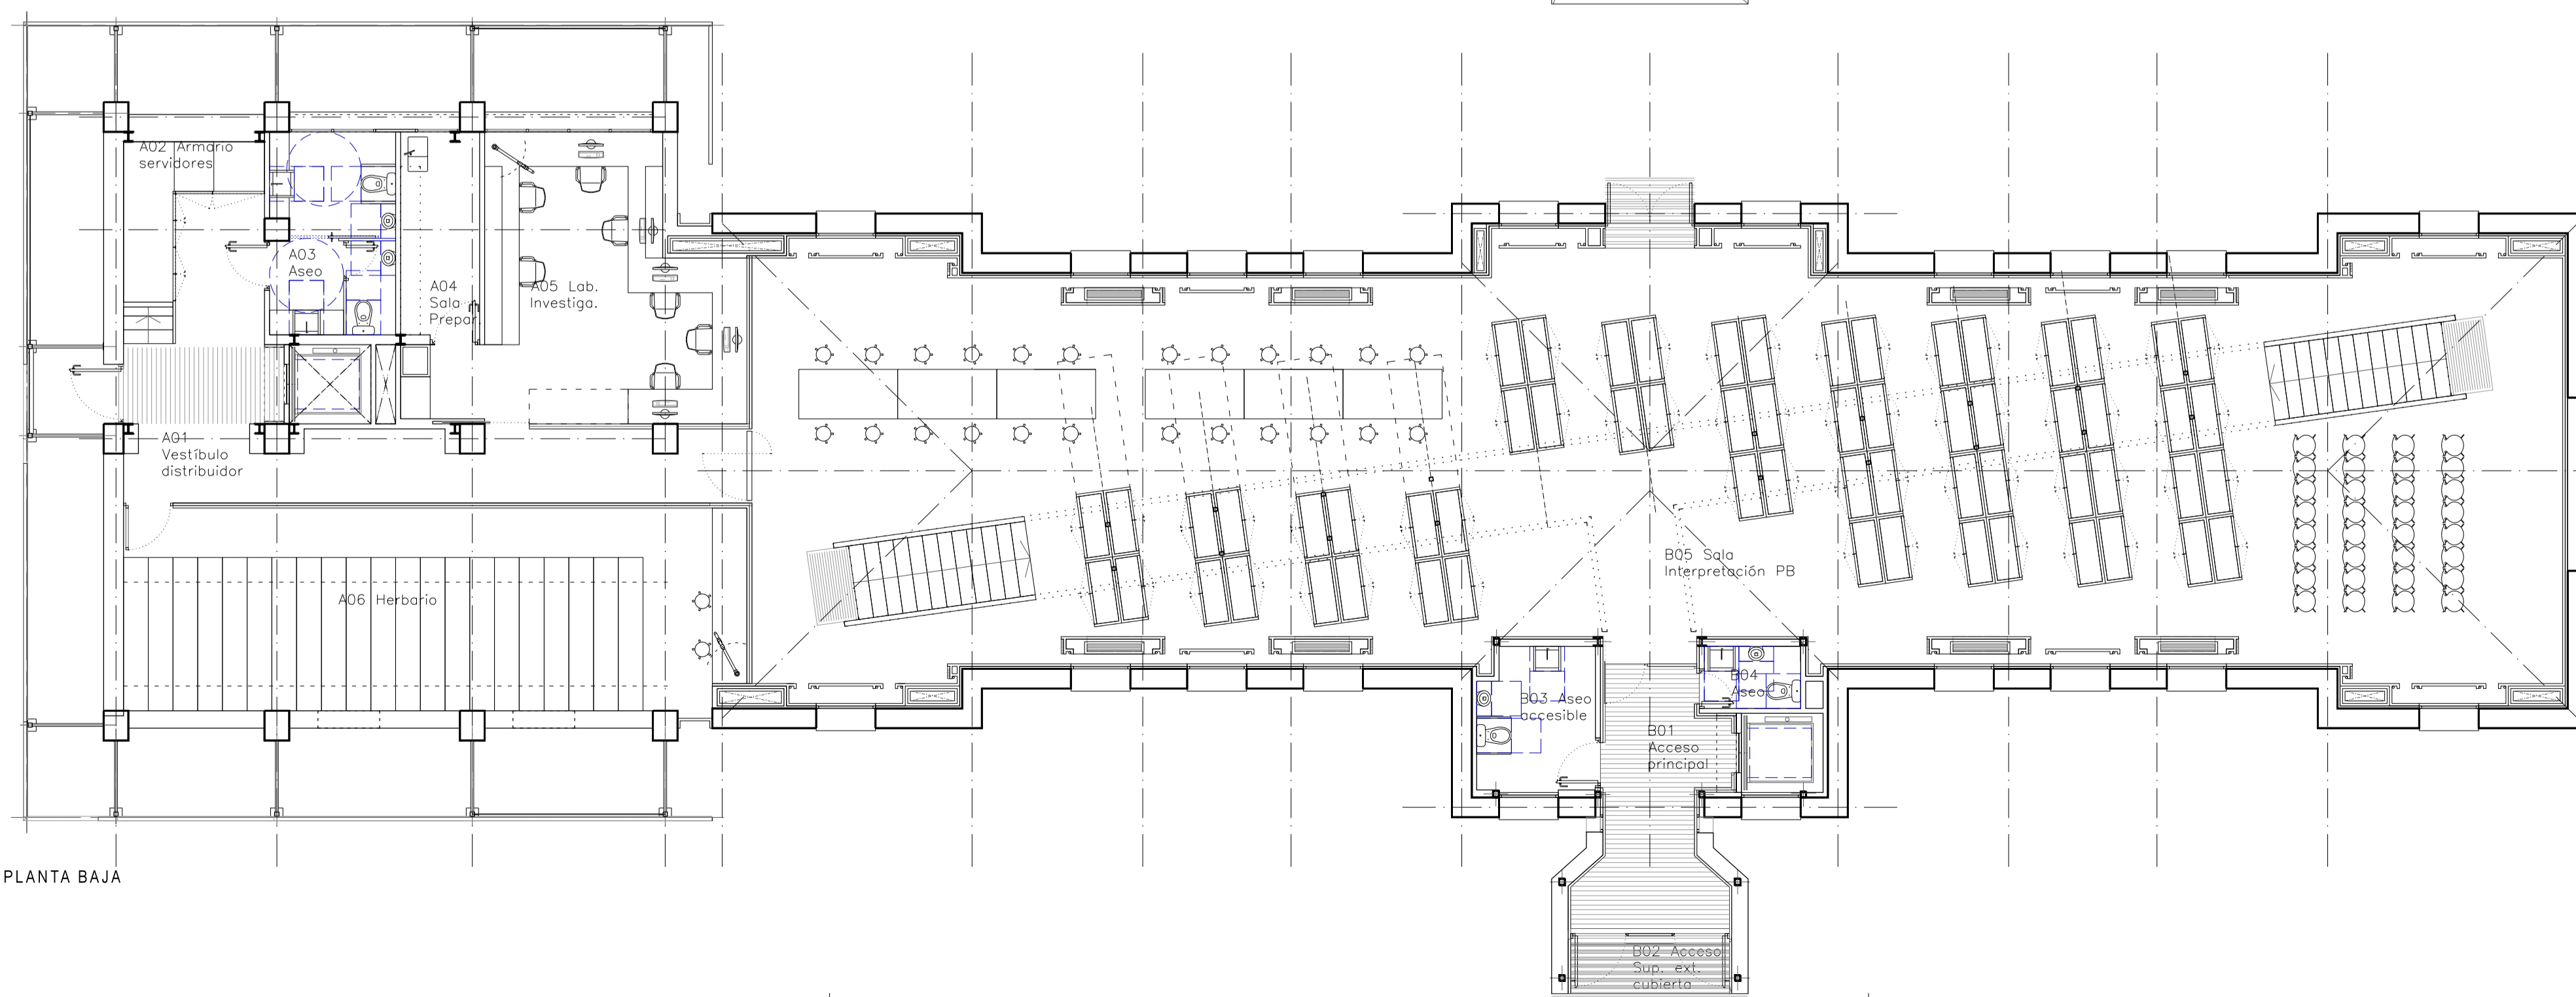 A02 Armario
servidores
A03
Aseo
A04
Sala
Prepar.
A05 Lab.
Investiga.
A01
Vestíbulo
distribuidor
A06 Herbario
B05 Sala
Interpretación PB
B03 Aseo
accesible
B04
Aseo
B01
Acceso
principal
B02 Acceso
Sup. ext.
cubierta
PLANTA BAJA